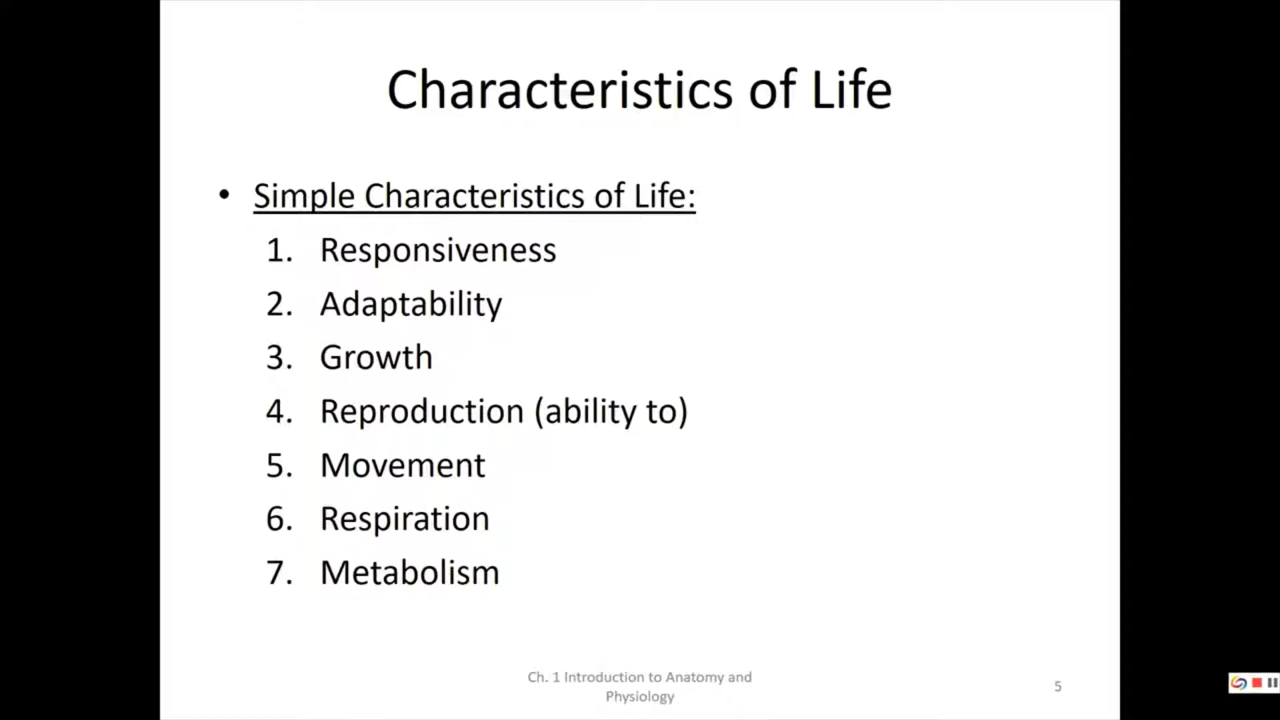 Characteristics of Life
• Simple Characteristics of Life:
1. Responsiveness
2. Adaptability
3. Growth
4. Reproduction (ability to)
5. Movement
6. Respiration
7. Metabolism
Ch. 1 Introduction to Anatomy and
Physiology
5